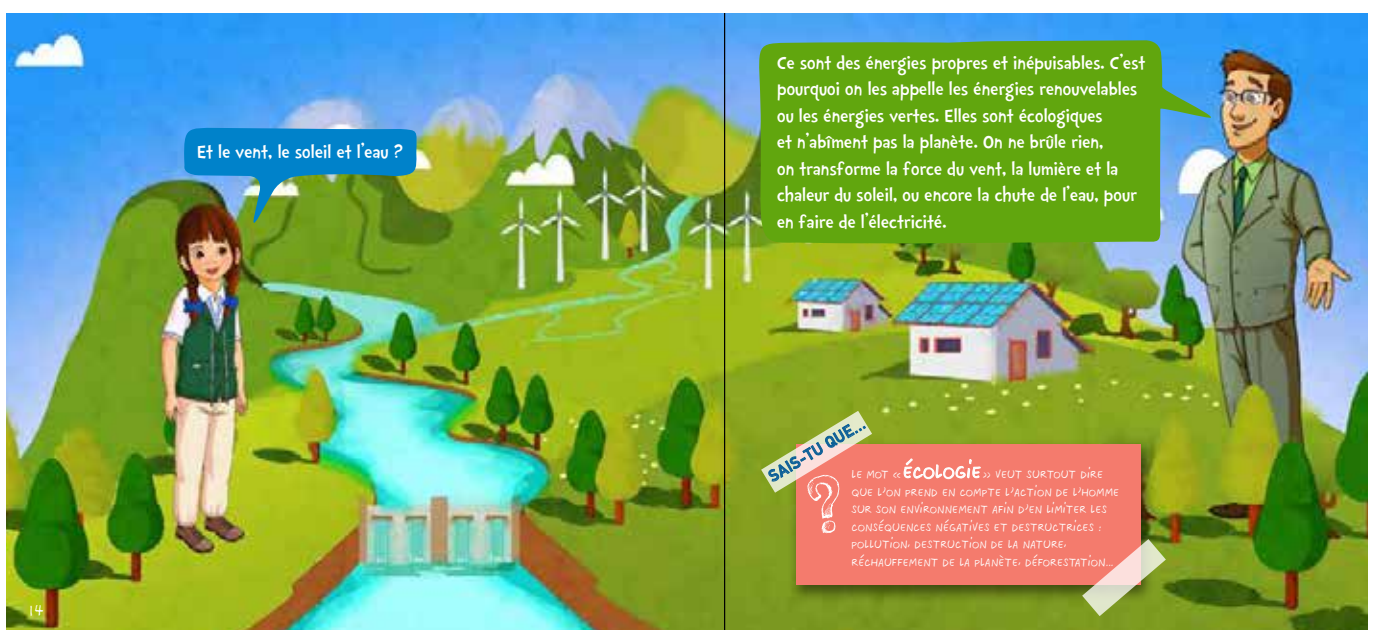 Et le vent, le soleil et l'eau ?
Ce sont des énergies propres et inépuisables. C'est
pourquoi on les appelle les énergies renouvelables
ou les énergies vertes. Elles sont écologiques
et n'abîment pas la planète. On ne brûle rien,
on transforme la force du vent, la lumière et la
chaleur du soleil, ou encore la chute de l'eau, pour
en faire de l'électricité.
SAIS-TU QUE...
?
LE MOT «ÉCOLOGIE» VEUT SURTOUT DIRE
QUE L'ON PREND EN COMPTE L'ACTION DE L'HOMME
SUR SON ENVIRONNEMENT AFIN D'EN LIMITER LES
CONSÉQUENCES NÉGATIVES ET DESTRUCTRICES :
POLLUTION, DESTRUCTION DE LA NATURE,
RÉCHAUFFEMENT DE LA PLANÈTE, DÉFORESTATION...
14